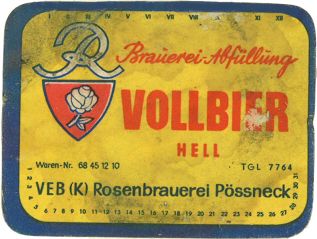 I II III IV V VI VII VIII IX X XI XII
Brauerei-Abfüllung
R
VOLLBIER
HELL
Waren-Nr. 68 45 12 10
TGL 7764
VEB (K) Rosenbrauerei Pössneck
1
2
3
4
5 6 7 8 9 10 11 12 13 14 15 16 17 18 19 20 21 22 23 24 25 26 27
28
29
30
31